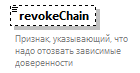 revokeChain
Признак, указывающий, что
надо отозвать зависимые
доверенности